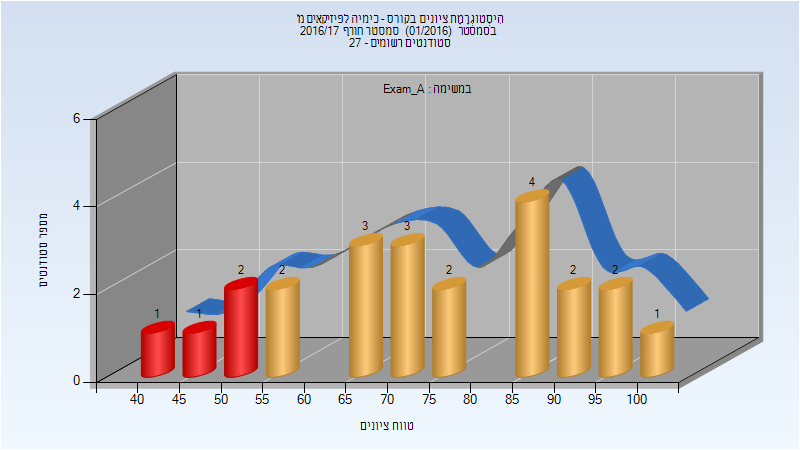 היסטוגרמת ציונים בקורס - כימיה לפיזיקאים מ'
בסמסטר (01/2016) סמסטר חורף 2016/17
סטודנטים רשומים - 27
במשימה : Exam_A
מספר סטודנטים
6
4
2
0
1
1
2
2
3
3
2
4
2
2
1
40 45 50 55 60 65 70 75 80 85 90 95 100
טווח ציונים